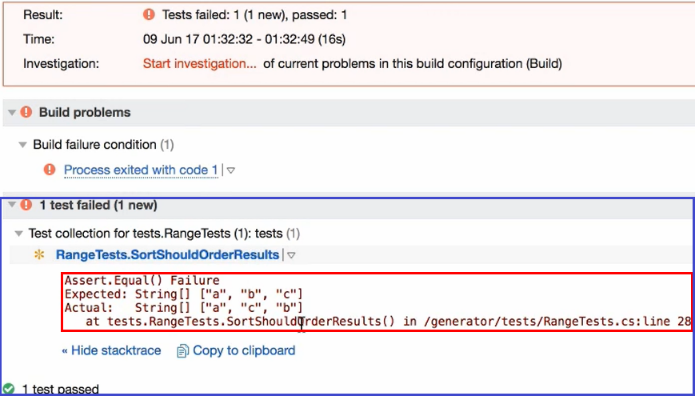 Result: Tests failed: 1 (1 new), passed: 1
Time: 09 Jun 17 01:32:32 - 01:32:49 (16s)
Investigation: Start investigation... of current problems in this build configuration (Build)
Build problems
Build failure condition (1)
Process exited with code 1
1 test failed (1 new)
Test collection for tests.RangeTests (1): tests (1)
RangeTests.SortShouldOrderResults
Assert.Equal() Failure
Expected: String[] ["a", "b", "c"]
Actual: String[] ["a", "c", "b"]
at tests.RangeTests.SortShouldOrderResults() in /generator/tests/RangeTests.cs:line 28
« Hide stacktrace Copy to clipboard
1 test passed